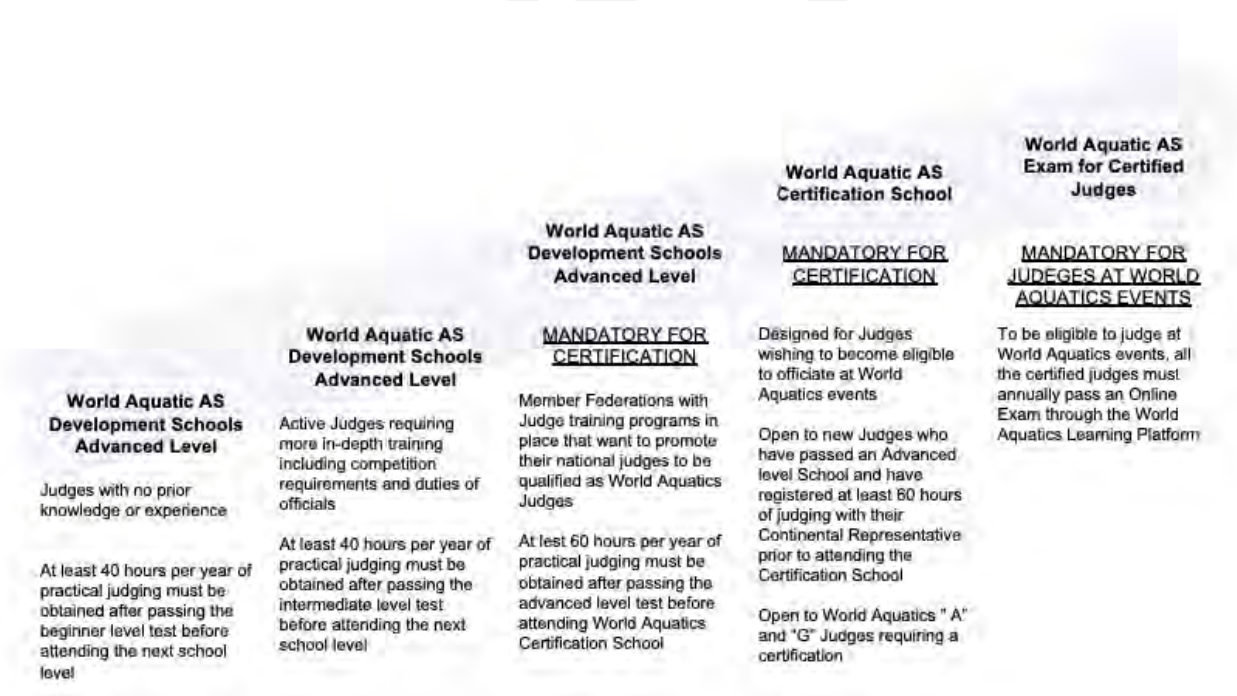 World Aquatic AS
Development Schools
Advanced Level
Judges with no prior
knowledge or experience
At least 40 hours per year of
practical judging must be
obtained after passing the
beginner level test before
attending the next school
level
World Aquatic AS
Development Schools
Advanced Level
Active Judges requiring
more in-depth training
including competition
requirements and duties of
officials
At least 40 hours per year of
practical judging must be
obtained after passing the
intermediate level test
before attending the next
school level
World Aquatic AS
Development Schools
Advanced Level
MANDATORY FOR
CERTIFICATION
Member Federations with
Judge training programs in
place that want to promote
their national judges to be
qualified as World Aquatics
Judges
At lest 60 hours per year of
practical judging must be
obtained after passing the
advanced level test before
attending World Aquatics
Certification School
World Aquatic AS
Certification School
MANDATORY FOR
CERTIFICATION
Designed for Judges
wishing to become eligible
to officiate at World
Aquatics events
Open to new Judges who
have passed an Advanced
level School and have
registered at least 60 hours
of judging with their
Continental Representative
prior to attending the
Certification School
Open to World Aquatics " A"
and "G" Judges requiring a
certification
World Aquatic AS
Exam for Certified
Judges
MANDATORY FOR
JUDEGES AT WORLD
AQUATICS EVENTS
To be eligible to judge at
World Aquatics events, all
the certified judges must
annually pass an Online
Exam through the World
Aquatics Learning Platform